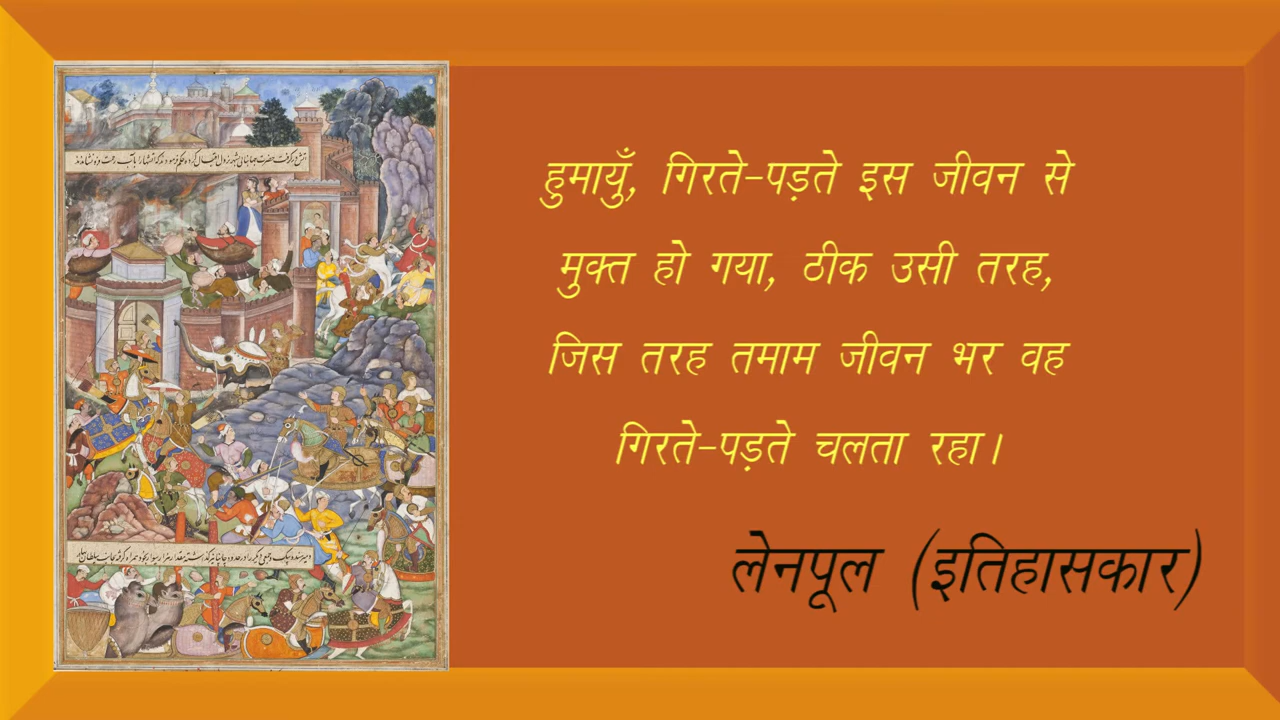 हुमायुँ, गिरते-पड़ते इस जीवन से
मुक्त हो गया, ठीक उसी तरह,
जिस तरह तमाम जीवन भर वह
गिरते-पड़ते चलता रहा।
लेनपूल (इतिहासकार)